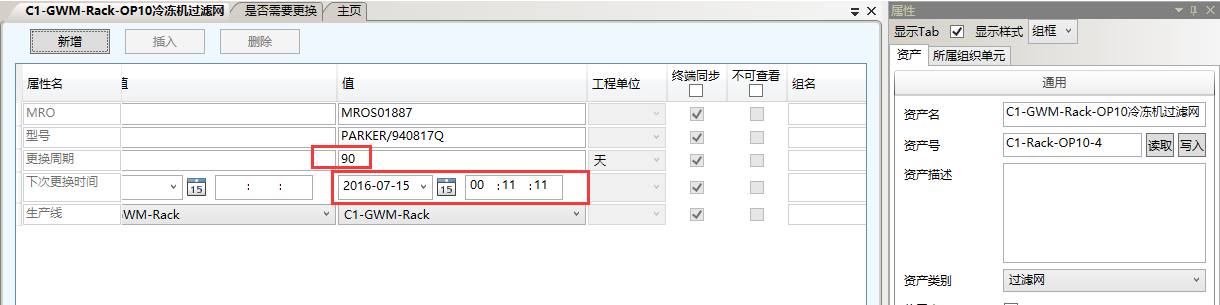 C1-GWM-Rack-OP10冷冻机过滤网 是否需要更换 主页
新增 插入 删除
属性名 值 值 工程单位 终端同步 不可查看 组名
MRO MROS01887
型号 PARKER/940817Q
更换周期 90 天
下次更换时间 15 : : 2016-07-15 15 00 :11 :11
生产线 GWM-Rack C1-GWM-Rack
属性
显示Tab 显示样式 组框
资产 所属组织单元
通用
资产名 C1-GWM-Rack-OP10冷冻机过滤网
资产号 C1-Rack-OP10-4 读取 写入
资产描述
资产类别 过滤网